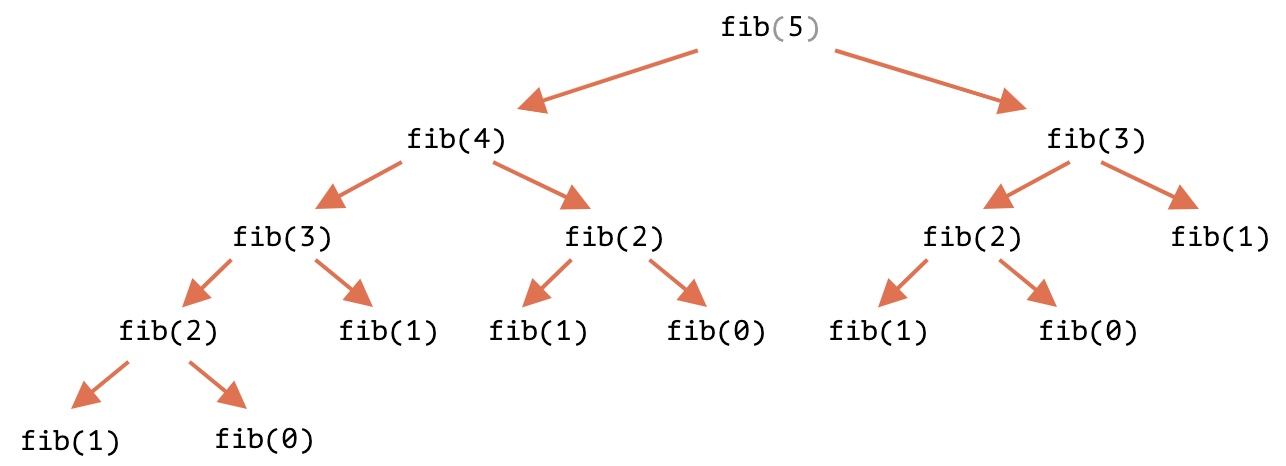 fib(5)
fib(4) fib(3)
fib(3) fib(2) fib(2) fib(1)
fib(2) fib(1) fib(1) fib(0) fib(1) fib(0)
fib(1) fib(0)